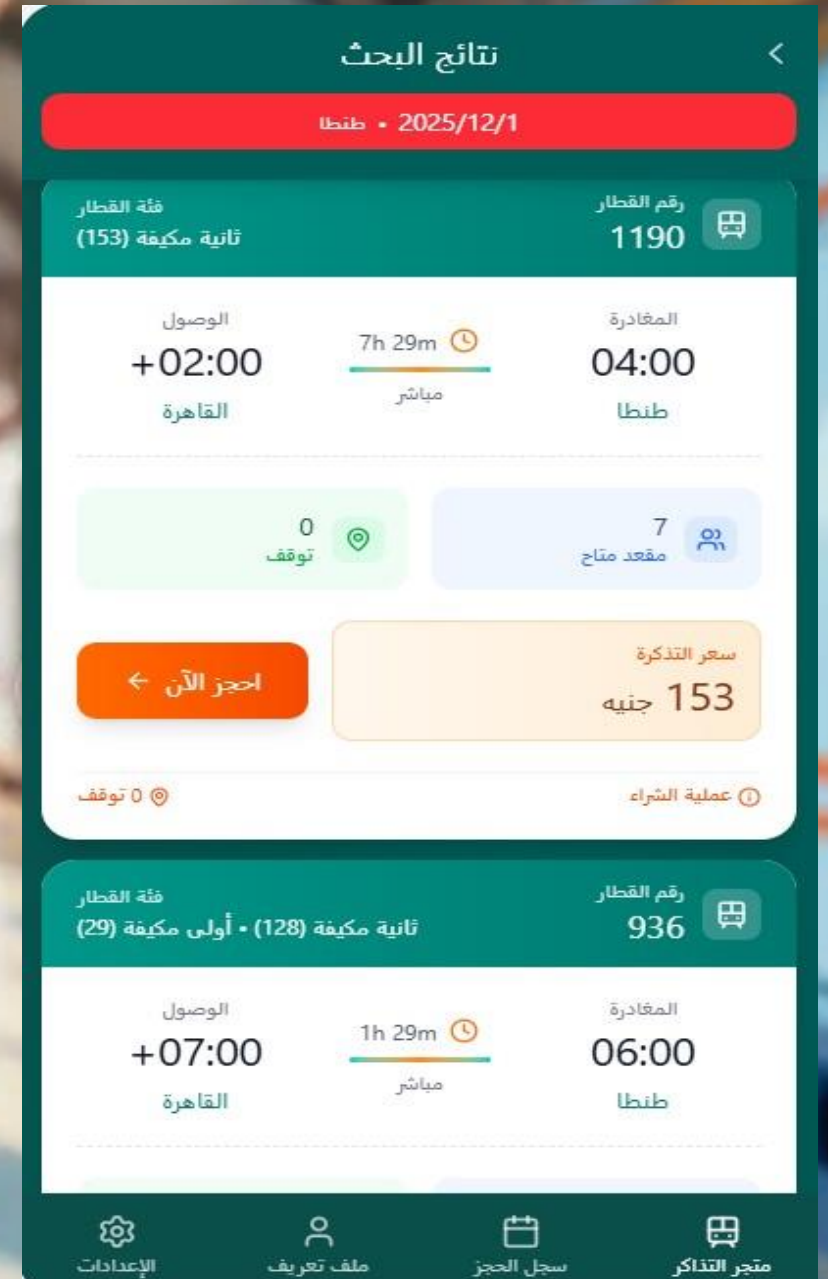 نتائج البحث
2025/12/1 • طنطا
رقم القطار
1190
فئة القطار
ثانية مكيفة (153)
المغادرة
04:00
طنطا
7h 29m
مباشر
الوصول
+02:00
القاهرة
7
مقعد متاح
0
توقف
سعر التذكرة
153 جنيه
احجز الآن ←
عملية الشراء
0 توقف
رقم القطار
936
فئة القطار
ثانية مكيفة (128) • أولى مكيفة (29)
المغادرة
06:00
طنطا
1h 29m
مباشر
الوصول
+07:00
القاهرة
متجر التذاكر
سجل الحجز
ملف تعريف
الإعدادات